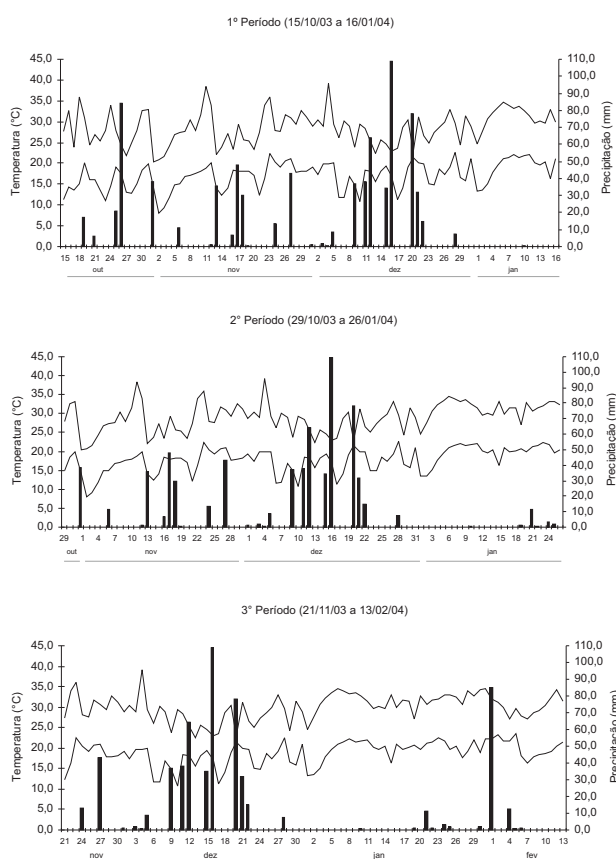 1º Período (15/10/03 a 16/01/04)
45,0 110,0
40,0 100,0
35,0 90,0
30,0 80,0
25,0 70,0
20,0 60,0
15,0 50,0
10,0 40,0
5,0 30,0
0,0 20,0
10,0
0,0
Temperatura (°C)
Precipitação (mm)
15 18 21 24 27 30 2 5 8 11 14 17 20 23 26 29 2 5 8 11 14 17 20 23 26 29 1 4 7 10 13 16
out nov dez jan
2° Período (29/10/03 a 26/01/04)
45,0 110,0
40,0 100,0
35,0 90,0
30,0 80,0
25,0 70,0
20,0 60,0
15,0 50,0
10,0 40,0
5,0 30,0
0,0 20,0
10,0
0,0
Temperatura (°C)
Precipitação (mm)
29 1 4 7 10 13 16 19 22 25 28 1 4 7 10 13 16 19 22 25 28 31 3 6 9 12 15 18 21 24
out nov dez jan
3° Período (21/11/03 a 13/02/04)
45,0 110,0
40,0 100,0
35,0 90,0
30,0 80,0
25,0 70,0
20,0 60,0
15,0 50,0
10,0 40,0
5,0 30,0
0,0 20,0
10,0
0,0
Temperatura (°C)
Precipitação (mm)
21 24 27 30 3 6 9 12 15 18 21 24 27 30 2 5 8 11 14 17 20 23 26 29 1 4 7 10 13
nov dez jan fev